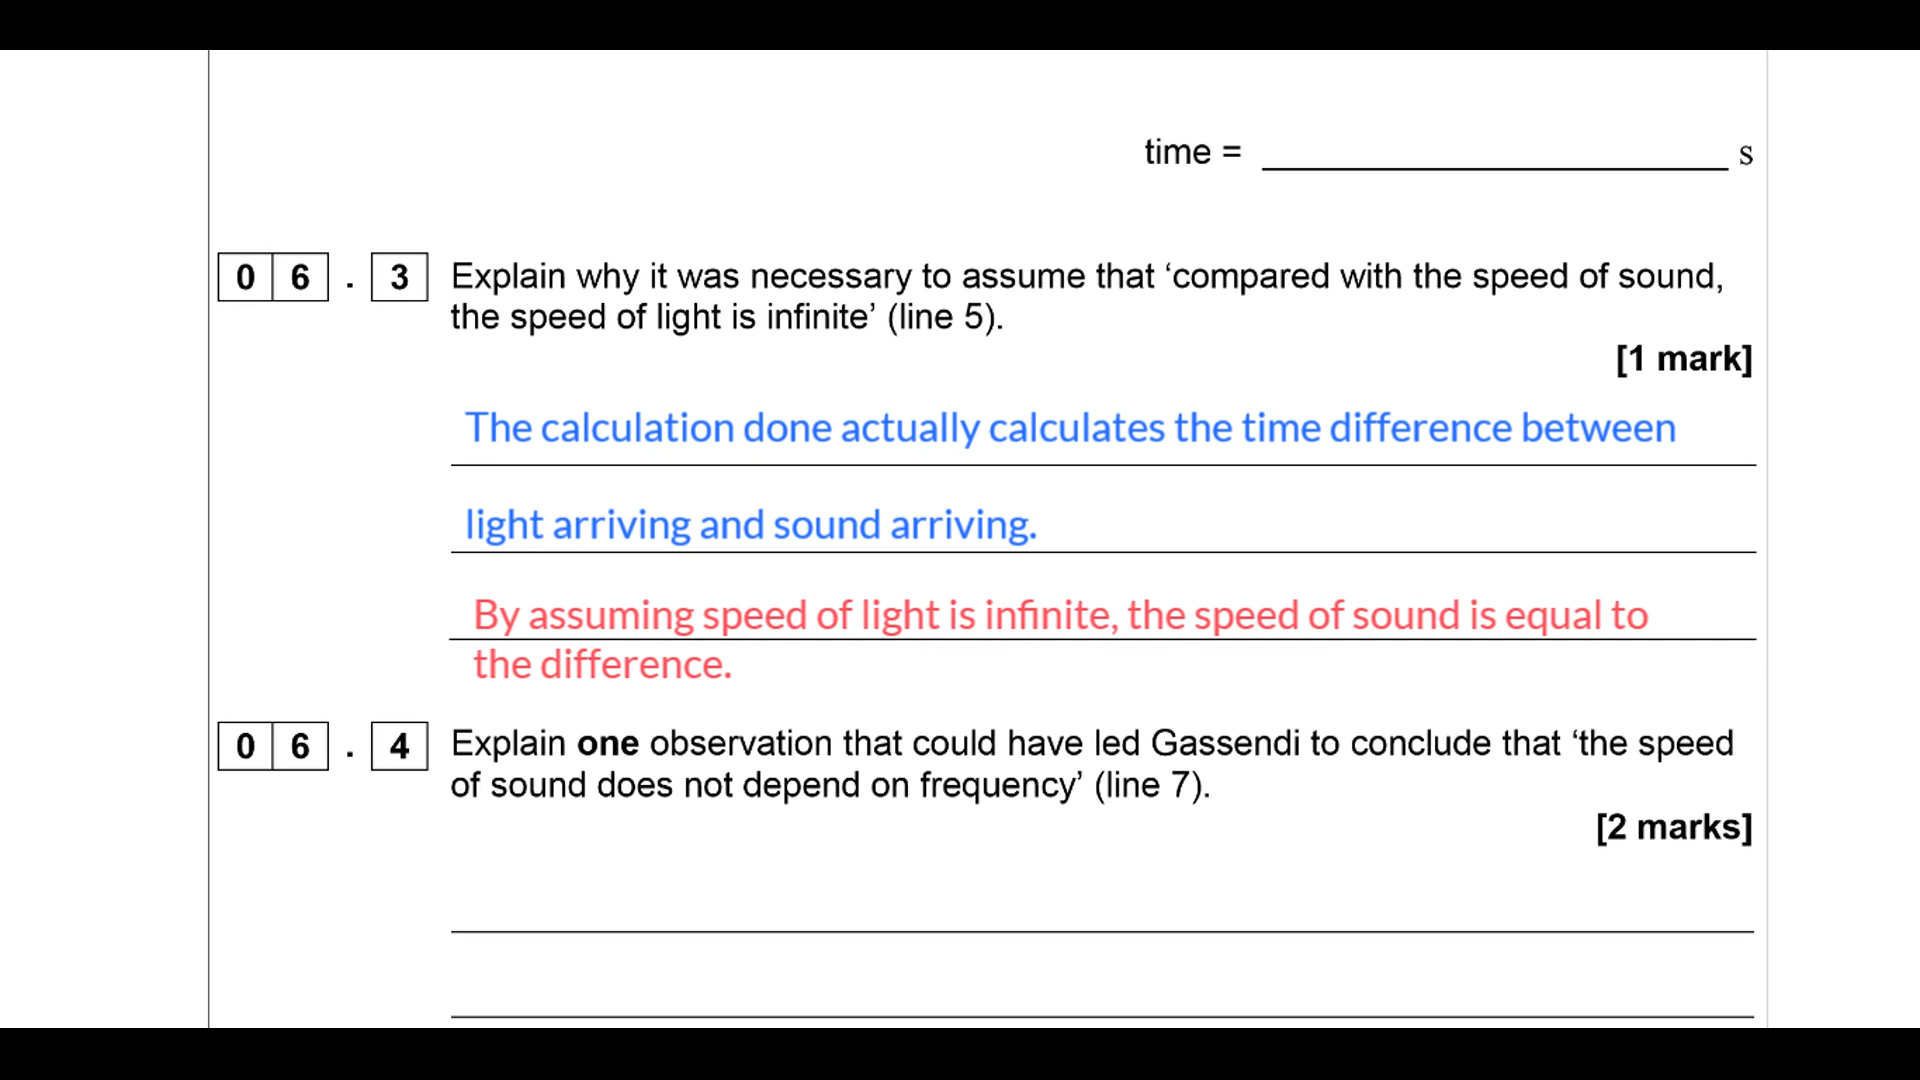 time = s
0 6 . 3 Explain why it was necessary to assume that ‘compared with the speed of sound,
the speed of light is infinite’ (line 5).
[1 mark]
The calculation done actually calculates the time difference between
light arriving and sound arriving.
By assuming speed of light is infinite, the speed of sound is equal to
the difference.
0 6 . 4 Explain one observation that could have led Gassendi to conclude that ‘the speed
of sound does not depend on frequency’ (line 7).
[2 marks]